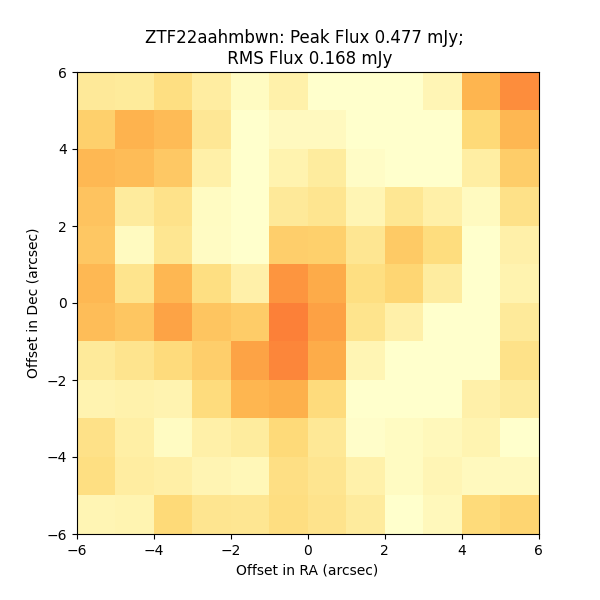 ZTF22aahmbwn: Peak Flux 0.477 mJy;
RMS Flux 0.168 mJy
6
4
2
0
−2
−4
−6
Offset in Dec (arcsec)
−6 −4 −2 0 2 4 6
Offset in RA (arcsec)